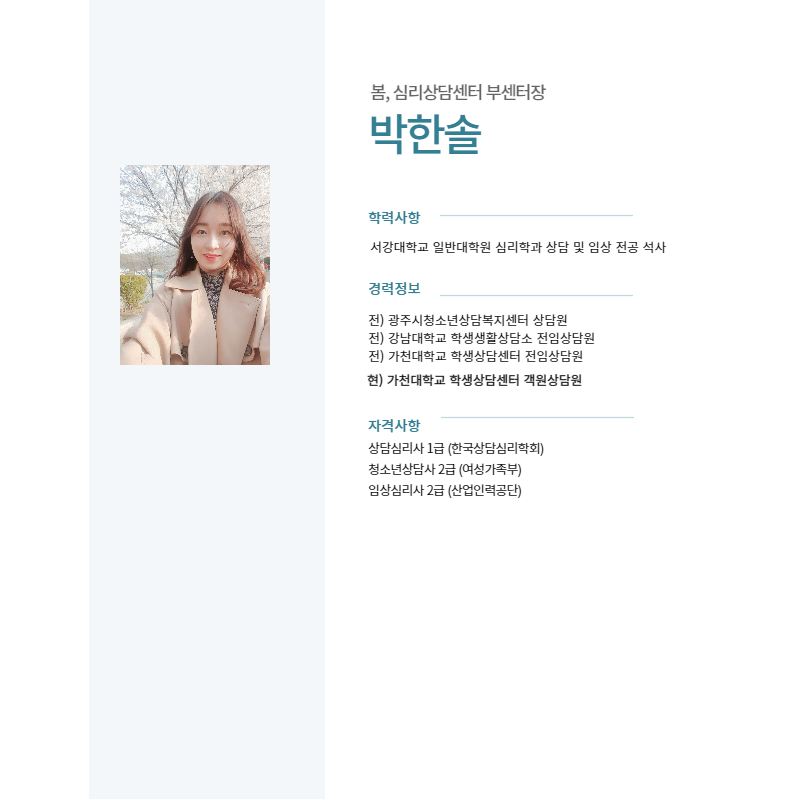 봄, 심리상담센터 부센터장
박한솔
학력사항
서강대학교 일반대학원 심리학과 상담 및 임상 전공 석사
경력정보
전) 광주시청소년상담복지센터 상담원
전) 강남대학교 학생생활상담소 전임상담원
전) 가천대학교 학생상담센터 전임상담원
현) 가천대학교 학생상담센터 객원상담원
자격사항
상담심리사 1급 (한국상담심리학회)
청소년상담사 2급 (여성가족부)
임상심리사 2급 (산업인력공단)